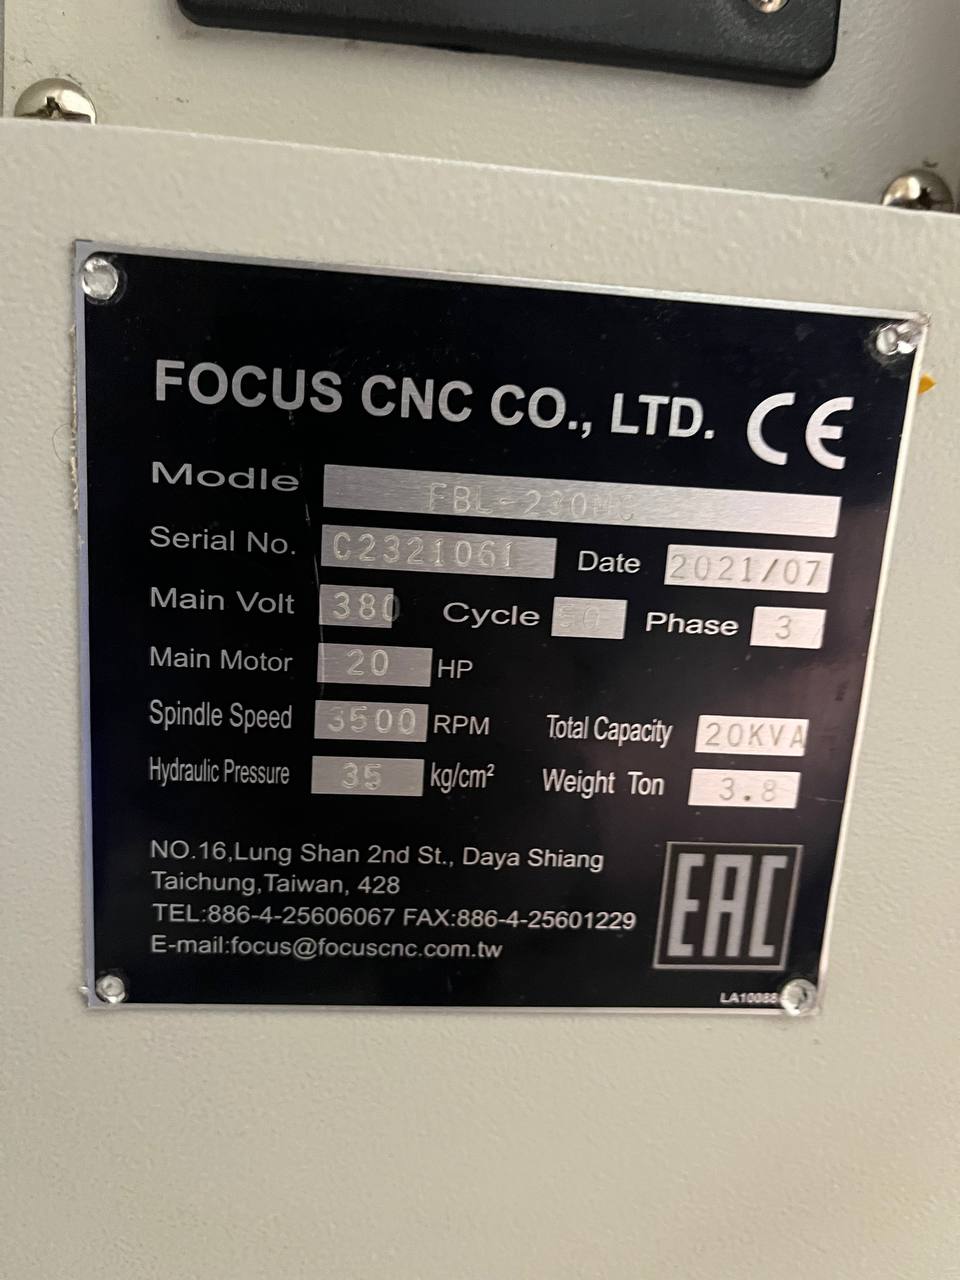 FOCUS CNC CO., LTD. CE
Modle FBL-230MC
Serial No. C2321061 Date 2021/07
Main Volt 380 Cycle 50 Phase 3
Main Motor 20 HP
Spindle Speed 3500 RPM Total Capacity 20KVA
Hydraulic Pressure 35 kg/cm² Weight Ton 3.8
NO.16,Lung Shan 2nd St., Daya Shiang
Taichung,Taiwan, 428
TEL:886-4-25606067 FAX:886-4-25601229
E-mail:focus@focuscnc.com.tw
EAC